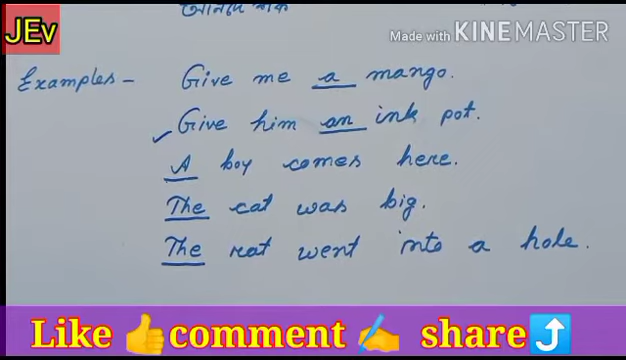 JEv
Made with KINEMASTER
Examples - Give me a mango.
Give him an ink pot.
A boy comes here.
The cat was big.
The rat went into a hole.
Like 👍comment ✍️ share⤴️